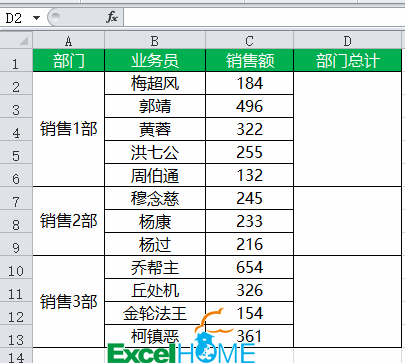 D2 fx
A B C D
1 部门 业务员 销售额 部门总计
2 梅超风 184
3 郭靖 496
4 销售1部 黄蓉 322
5 洪七公 255
6 周伯通 132
7 穆念慈 245
8 销售2部 杨康 233
9 杨过 216
10 乔帮主 654
11 销售3部 丘处机 326
12 金轮法王 154
13 柯镇恶 361
14 ExcelHOME